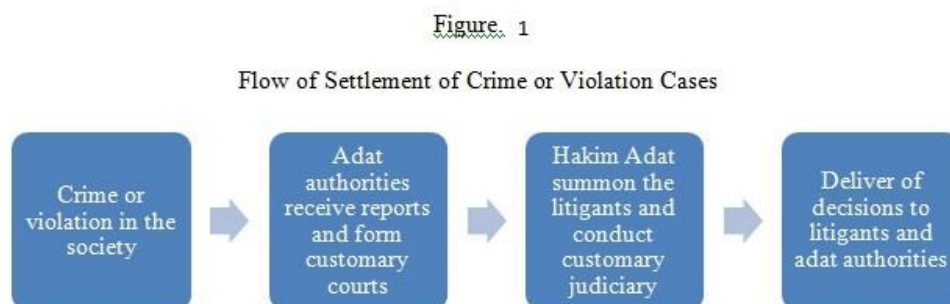 Figure. 1
Flow of Settlement of Crime or Violation Cases
Crime or
violation in the
society
Adat
authorities
receive reports
and form
customary
courts
Hakim Adat
summon the
litigants and
conduct
customary
judiciary
Deliver of
decisions to
litigants and
adat authorities